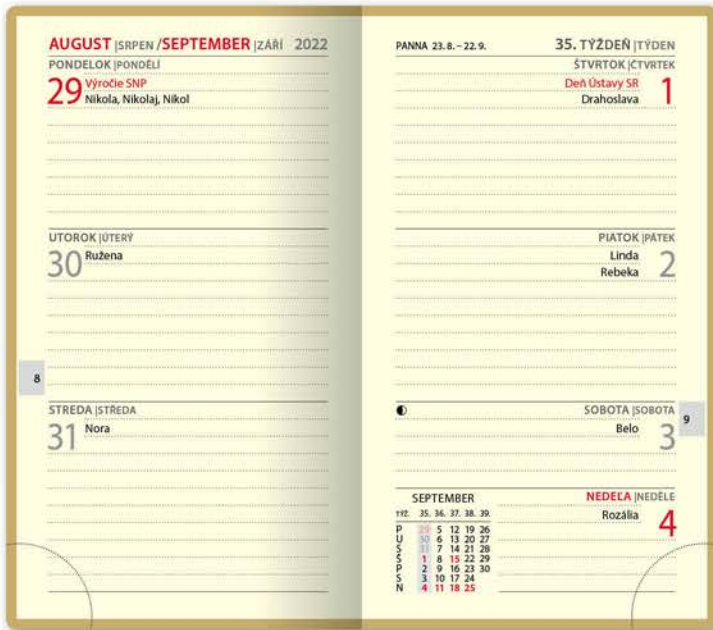 AUGUST |SRPEN /SEPTEMBER |ZÁŘÍ 2022
PONDELOK |PONDĚLÍ
29 Výročie SNP
Nikola, Nikolaj, Nikol
UTOROK |ÚTERÝ
30 Ružena
8
STREDA |STŘEDA
31 Nora
PANNA 23. 8. – 22. 9. 35. TÝŽDEŇ |TÝDEN
ŠTVRTOK |ČTVRTEK
Deň Ústavy SR 1
Drahoslava
PIATOK |PÁTEK
Linda 2
Rebeka
SOBOTA |SOBOTA
9
Belo 3
NEDEĽA |NEDĚLE
Rozália 4
SEPTEMBER
TÝŽ. 35. 36. 37. 38. 39.
P 29 5 12 19 26
U 30 6 13 20 27
S 31 7 14 21 28
Š 1 8 15 22 29
P 2 9 16 23 30
S 3 10 17 24
N 4 11 18 25